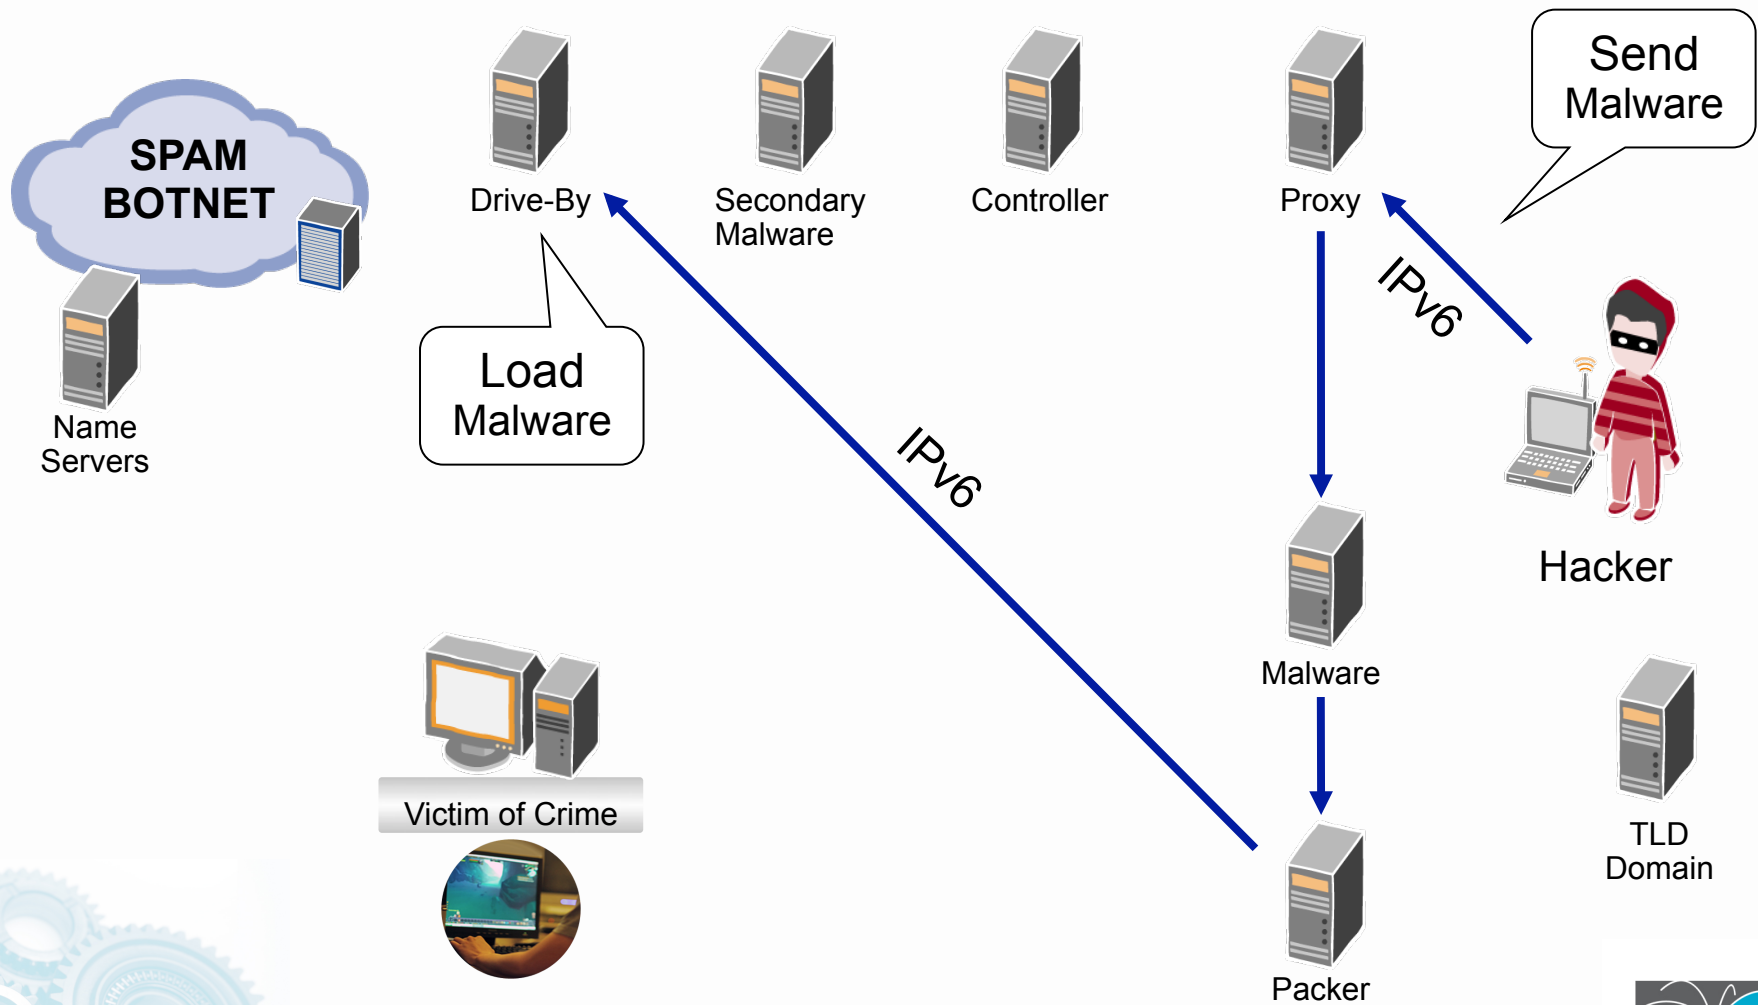 Send
Malware
SPAM
BOTNET
Drive-By
Secondary
Malware
Controller
Proxy
IPv6
Load
Malware
Name
Servers
IPv6
Hacker
Malware
Victim of Crime
TLD
Domain
Packer